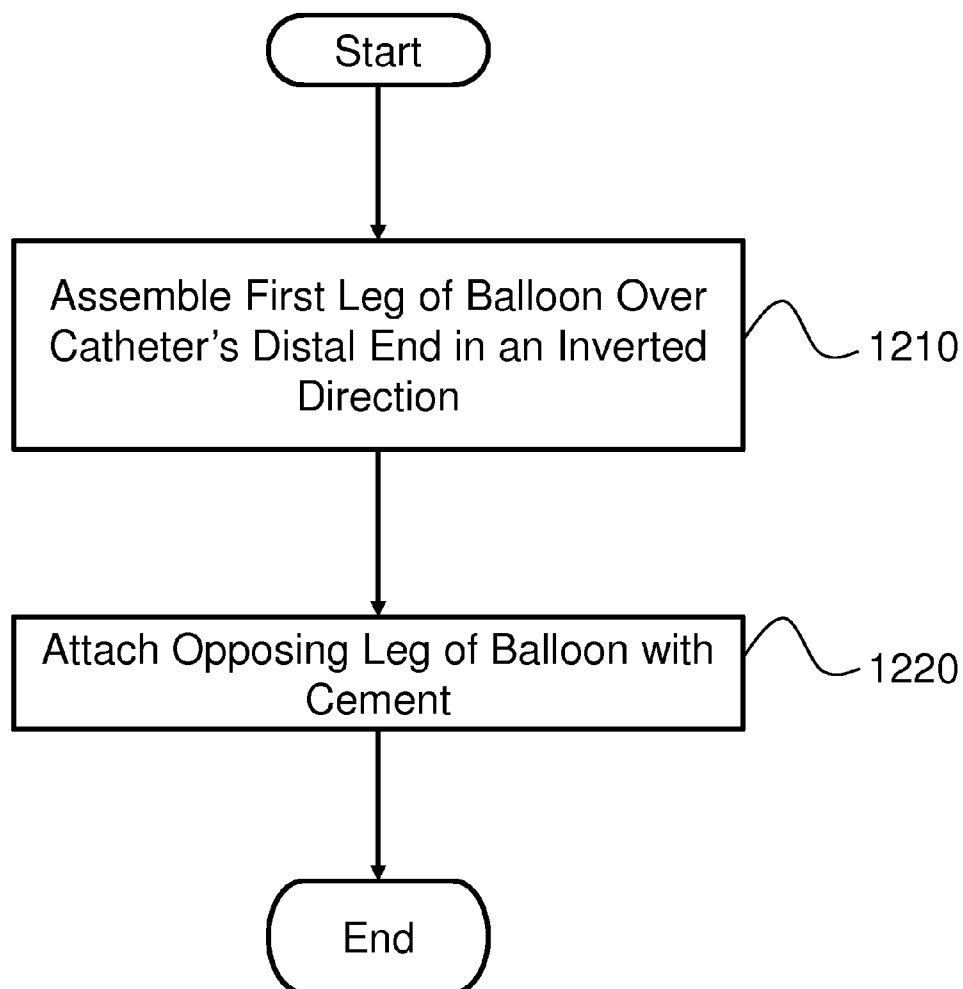 Start
Assemble First Leg of Balloon Over
Catheter's Distal End in an Inverted
Direction
1210
Attach Opposing Leg of Balloon with
Cement
1220
End